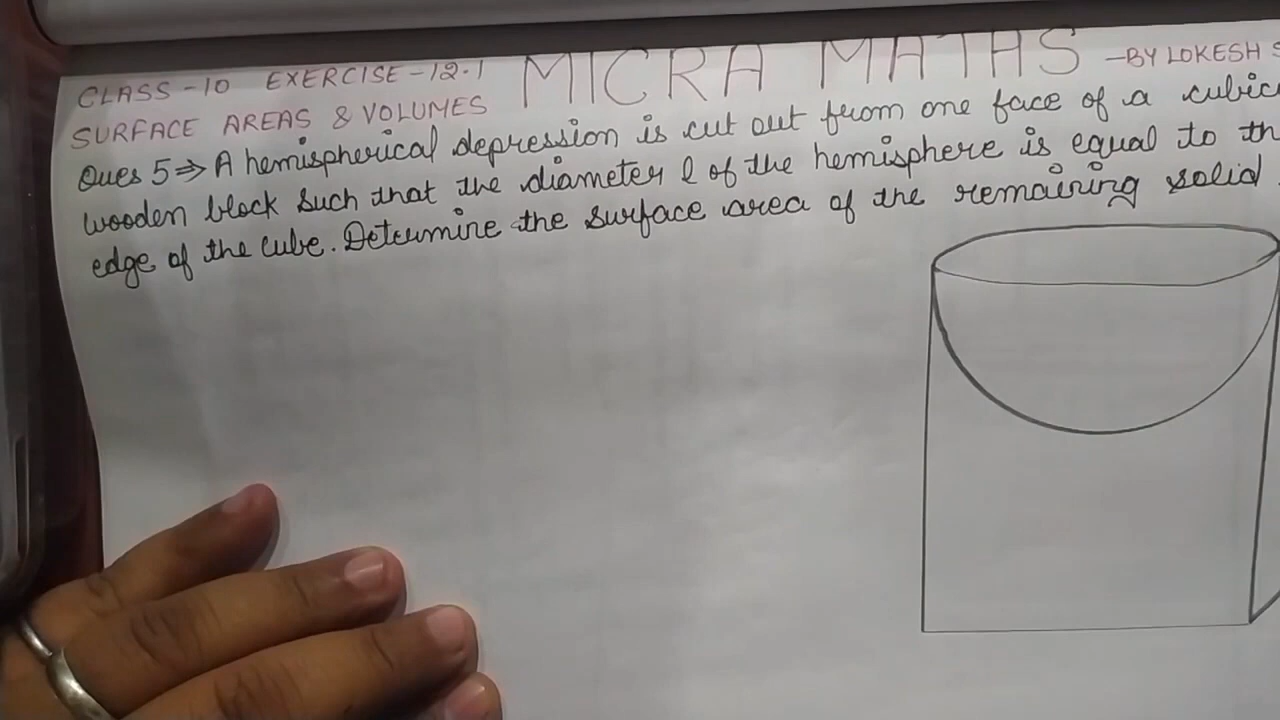 CLASS-10 EXERCISE-12.1 MICRA MATHS -BY LOKESH
SURFACE AREAS & VOLUMES
Ques 5⇒ A hemispherical depression is cut out from one face of a
wooden block such that the diameter l of the hemisphere is equal to
edge of the cube. Determine the surface area of the remaining solid.